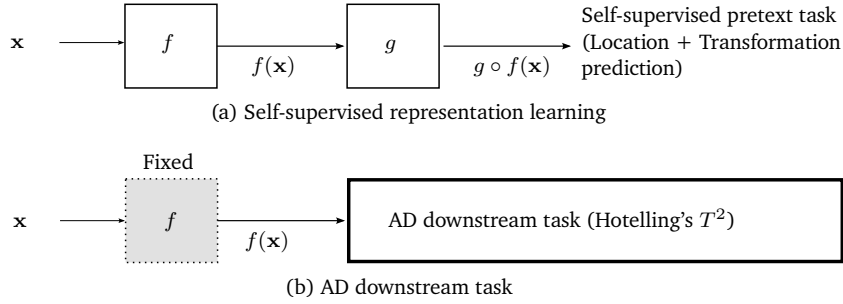 Self-supervised pretext task
x f g (Location + Transformation
f(x) g ∘ f(x) prediction)
(a) Self-supervised representation learning
Fixed
x f AD downstream task (Hotelling's T²)
f(x)
(b) AD downstream task